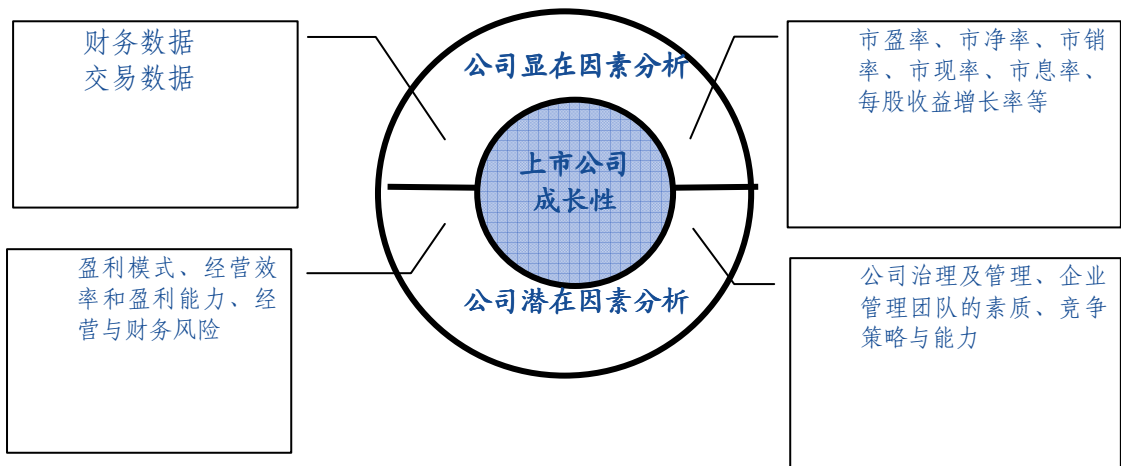 财务数据
交易数据
公司显在因素分析
市盈率、市净率、市销
率、市现率、市息率、
每股收益增长率等
上市公司
成长性
盈利模式、经营效
率和盈利能力、经
营与财务风险
公司潜在因素分析
公司治理及管理、企业
管理团队的素质、竞争
策略与能力